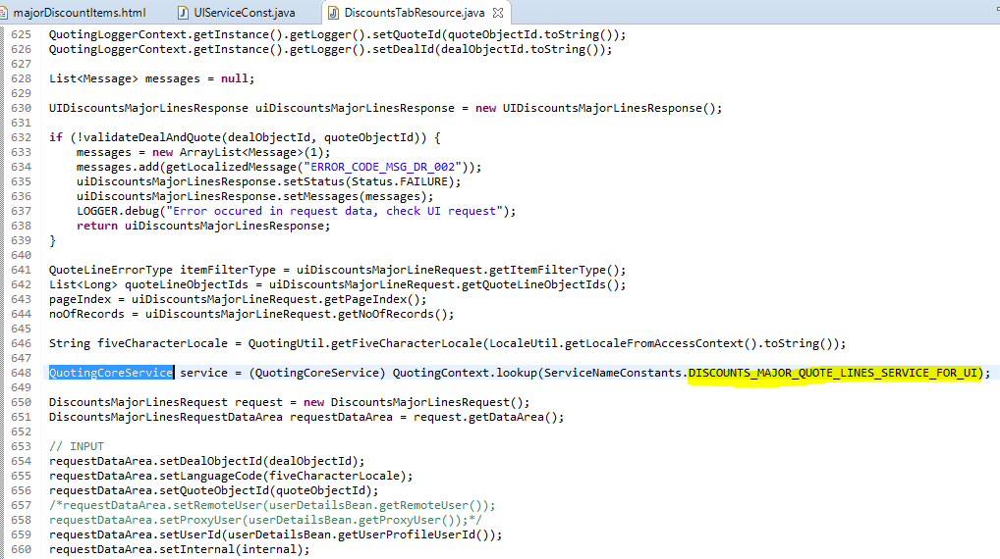 majorDiscountItems.html UIServiceConst.java DiscountsTabResource.java
625 QuotingLoggerContext.getInstance().getLogger().setQuoteId(quoteObjectId.toString());
626 QuotingLoggerContext.getInstance().getLogger().setDealId(dealObjectId.toString());
627
628 List<Message> messages = null;
629
630 UIDiscountsMajorLinesResponse uiDiscountsMajorLinesResponse = new UIDiscountsMajorLinesResponse();
631
632 if (!validateDealAndQuote(dealObjectId, quoteObjectId)) {
633 messages = new ArrayList<Message>(1);
634 messages.add(getLocalizedMessage("ERROR_CODE_MSG_DR_002"));
635 uiDiscountsMajorLinesResponse.setStatus(Status.FAILURE);
636 uiDiscountsMajorLinesResponse.setMessages(messages);
637 LOGGER.debug("Error occured in request data, check UI request");
638 return uiDiscountsMajorLinesResponse;
639 }
640
641 QuoteLineErrorType itemFilterType = uiDiscountsMajorLineRequest.getItemFilterType();
642 List<Long> quoteLineObjectIds = uiDiscountsMajorLineRequest.getQuoteLineObjectIds();
643 pageIndex = uiDiscountsMajorLineRequest.getPageIndex();
644 noOfRecords = uiDiscountsMajorLineRequest.getNoOfRecords();
645
646 String fiveCharacterLocale = QuotingUtil.getFiveCharacterLocale(LocaleUtil.getLocaleFromAccessContext().toString());
647
648 QuotingCoreService service = (QuotingCoreService) QuotingContext.lookup(ServiceNameConstants.DISCOUNTS_MAJOR_QUOTE_LINES_SERVICE_FOR_UI);
649
650 DiscountsMajorLinesRequest request = new DiscountsMajorLinesRequest();
651 DiscountsMajorLinesRequestDataArea requestDataArea = request.getDataArea();
652
653 // INPUT
654 requestDataArea.setDealObjectId(dealObjectId);
655 requestDataArea.setLanguageCode(fiveCharacterLocale);
656 requestDataArea.setQuoteObjectId(quoteObjectId);
657 /*requestDataArea.setRemoteUser(userDetailsBean.getRemoteUser());
658 requestDataArea.setProxyUser(userDetailsBean.getProxyUser());*/
659 requestDataArea.setUserId(userDetailsBean.getUserProfileUserId());
660 requestDataArea.setInternal(internal);